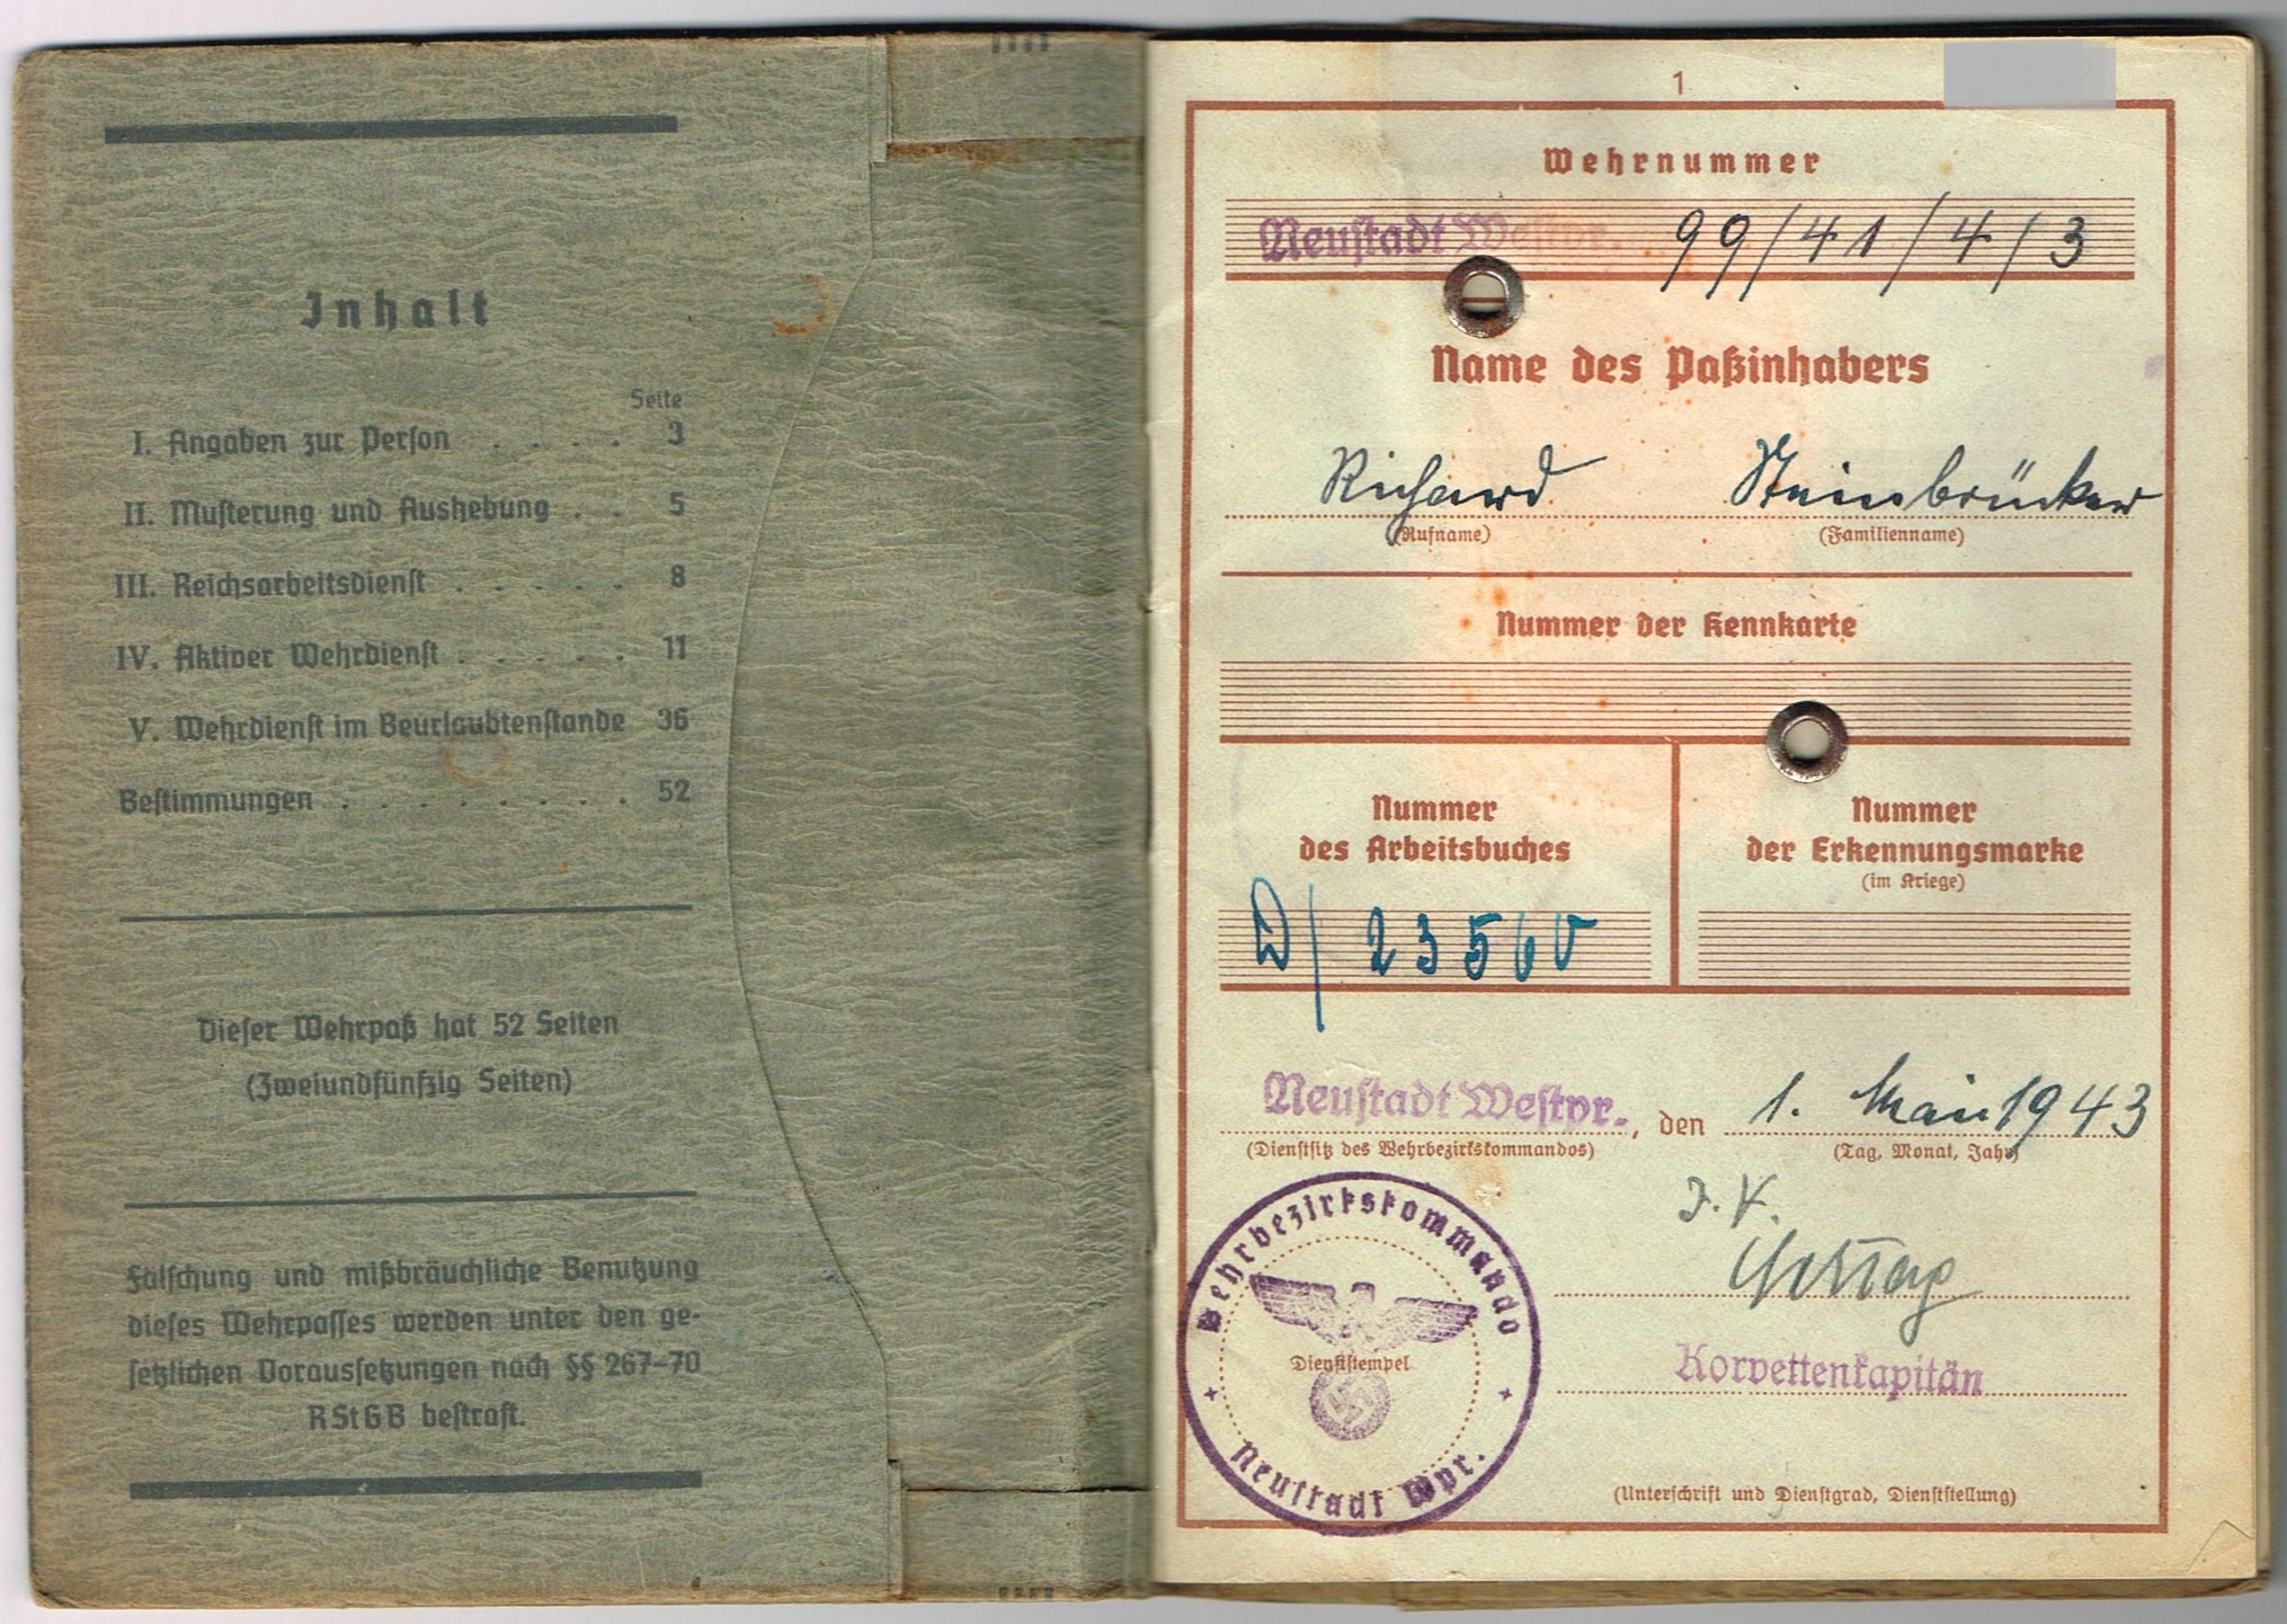 Inhalt
Seite
I. Angaben zur Person . . . . 3
II. Musterung und Aushebung . . 5
III. Reichsarbeitsdienst . . . . . 8
IV. Aktiver Wehrdienst . . . . . 11
V. Wehrdienst im Beurlaubtenstande 36
Bestimmungen . . . . . . . . . 52
Dieser Wehrpaß hat 52 Seiten
(Zweiundfünfzig Seiten)
Fälschung und mißbräuchliche Benutzung
dieses Wehrpasses werden unter den ge-
setzlichen Voraussetzungen nach §§ 267–70
RStGB bestraft.
1
Wehrnummer
Neustadt Westpr. 99/41/4/3
Name des Paßinhabers
Richard Steinbrücker
(Rufname) (Familienname)
Nummer der Kennkarte
Nummer des Arbeitsbuches
Nummer der Erkennungsmarke
(im Kriege)
D/ 23560
Neustadt Westpr., den 1. Mai 1943
(Dienstsitz des Wehrbezirkskommandos) (Tag, Monat, Jahr)
J.V.
Korvettenkapitän
Wehrbezirkskommando
Dienststempel
Neustadt Wpr.
(Unterschrift und Dienstgrad, Dienststellung)